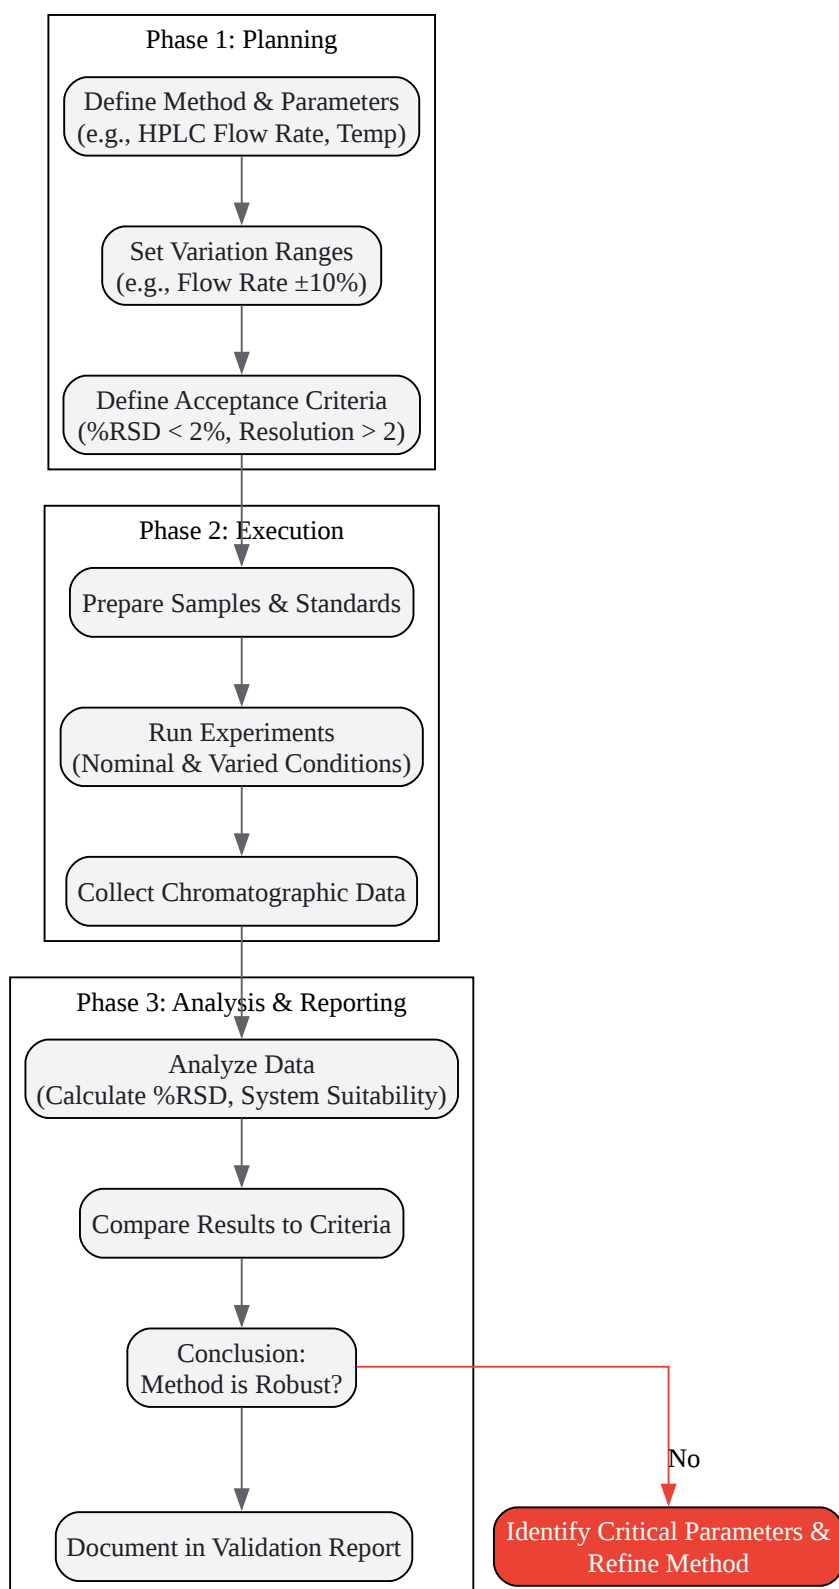 Phase 1: Planning
Define Method & Parameters
(e.g., HPLC Flow Rate, Temp)
Set Variation Ranges
(e.g., Flow Rate ±10%)
Define Acceptance Criteria
(%RSD < 2%, Resolution > 2)
Phase 2: Execution
Prepare Samples & Standards
Run Experiments
(Nominal & Varied Conditions)
Collect Chromatographic Data
Phase 3: Analysis & Reporting
Analyze Data
(Calculate %RSD, System Suitability)
Compare Results to Criteria
Conclusion:
Method is Robust?
No
Document in Validation Report
Identify Critical Parameters &
Refine Method